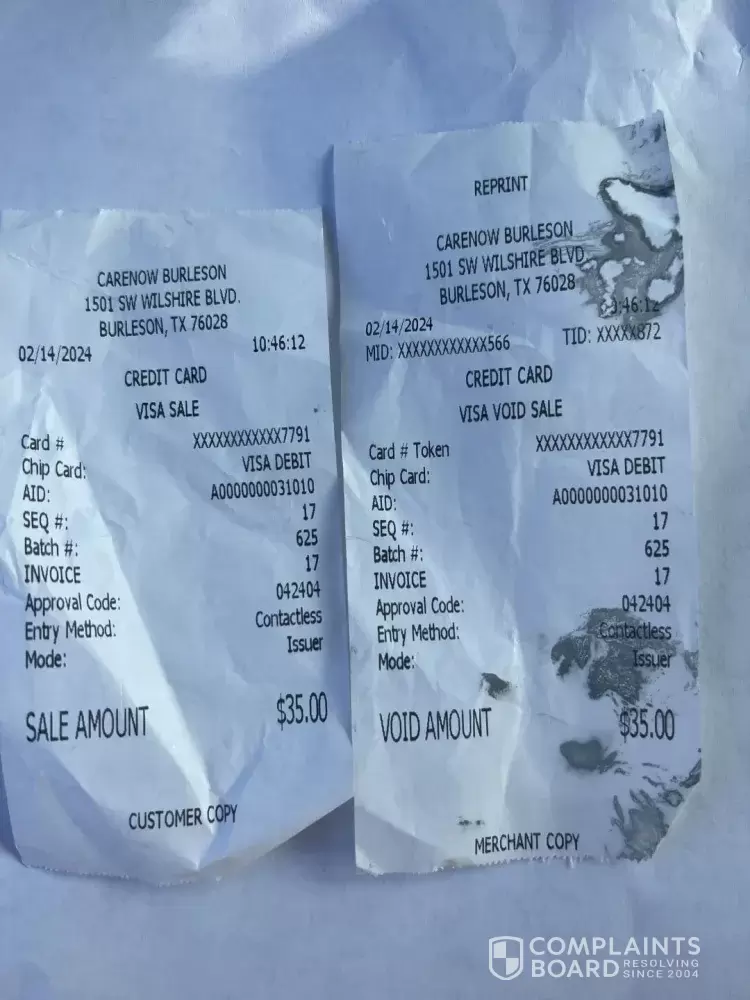 CARENOW BURLESON
1501 SW WILSHIRE BLVD.
BURLESON, TX 76028
02/14/2024 10:46:12
CREDIT CARD
VISA SALE
Card # XXXXXXXXXXXX7791
Chip Card: VISA DEBIT
AID: A0000000031010
SEQ #: 17
Batch #: 625
INVOICE 17
Approval Code: 042404
Entry Method: Contactless
Mode: Issuer
SALE AMOUNT $35.00
CUSTOMER COPY
REPRINT
CARENOW BURLESON
1501 SW WILSHIRE BLVD
BURLESON, TX 76028
02/14/2024 :46:12
MID: XXXXXXXXXXXX566 TID: XXXXX872
CREDIT CARD
VISA VOID SALE
Card # Token XXXXXXXXXXXX7791
Chip Card: VISA DEBIT
AID: A0000000031010
SEQ #: 17
Batch #: 625
INVOICE 17
Approval Code: 042404
Entry Method: Contactless
Mode: Issuer
VOID AMOUNT $35.00
MERCHANT COPY
COMPLAINTS
BOARD RESOLVING
SINCE 2004